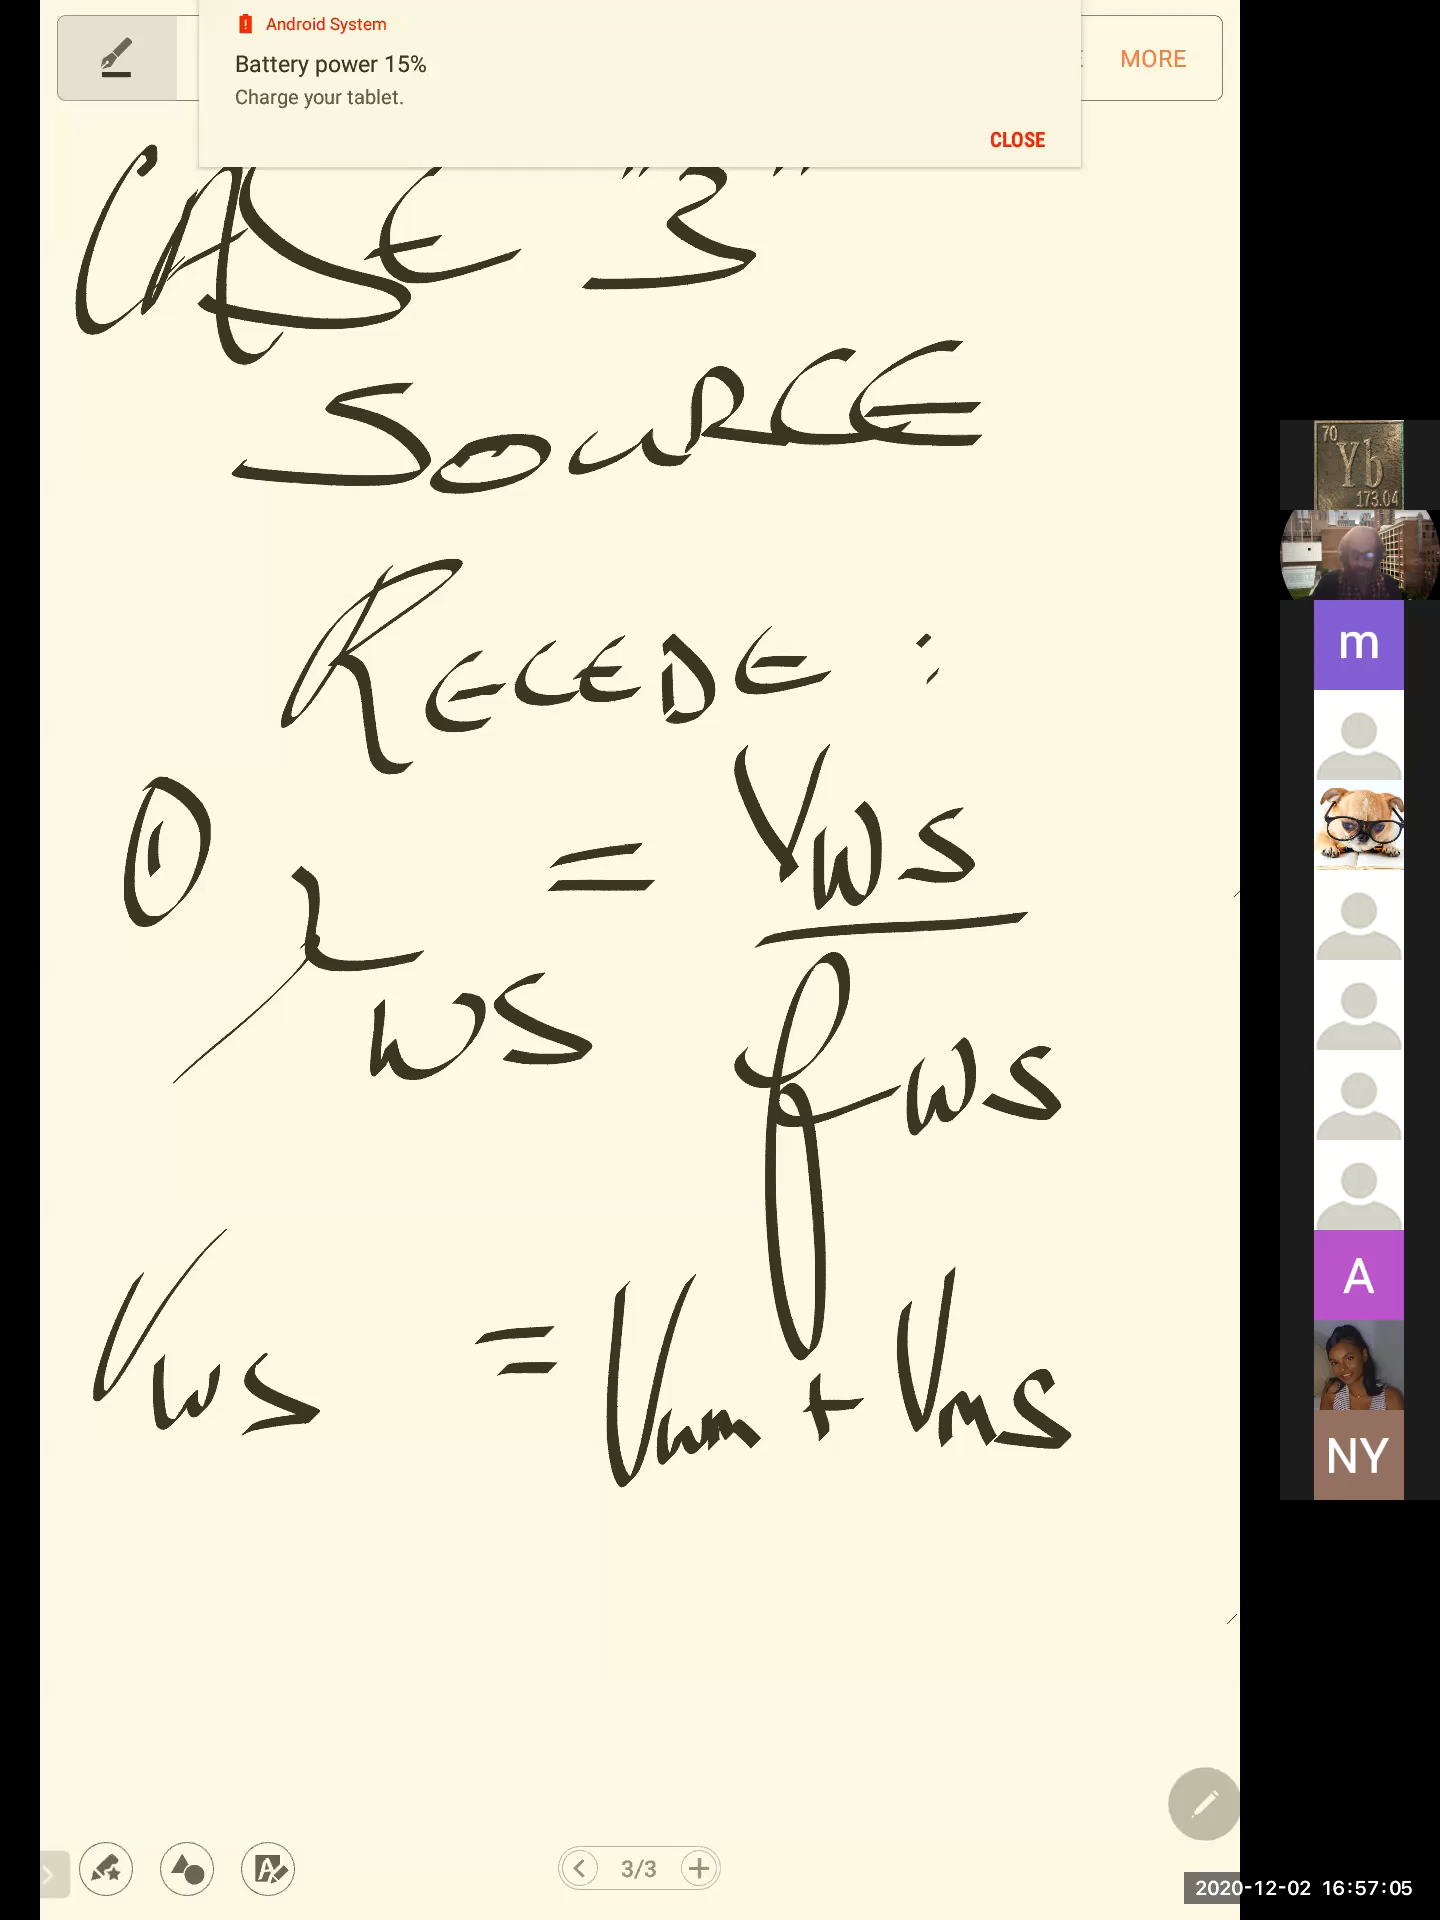 Android System
Battery power 15%
Charge your tablet.
CLOSE
MORE
CASE "3"
SOURCE
RECEDE :
① λws = Vws / fws
Vws = Vwm + Vms
70
Yb
173.04
m
A
NY
3/3
2020-12-02 16:57:05